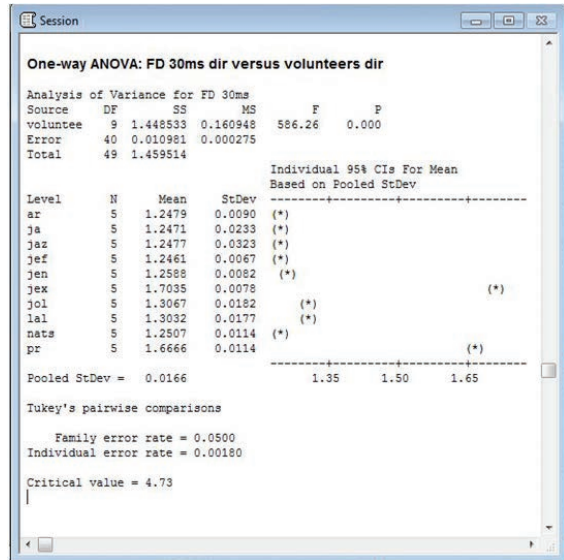 Session
One-way ANOVA: FD 30ms dir versus volunteers dir
Analysis of Variance for FD 30ms
Source DF SS MS F P
voluntee 9 1.448533 0.160948 586.26 0.000
Error 40 0.010981 0.000275
Total 49 1.459514
Individual 95% CIs For Mean
Based on Pooled StDev
Level N Mean StDev --------+---------+---------+--------
ar 5 1.2479 0.0090 (*)
ja 5 1.2471 0.0233 (*)
jaz 5 1.2477 0.0323 (*)
jef 5 1.2461 0.0067 (*)
jen 5 1.2588 0.0082 (*)
jex 5 1.7035 0.0078 (*)
jol 5 1.3067 0.0182 (*)
lal 5 1.3032 0.0177 (*)
nats 5 1.2507 0.0114 (*)
pr 5 1.6666 0.0114 (*)
--------+---------+---------+--------
Pooled StDev = 0.0166 1.35 1.50 1.65
Tukey's pairwise comparisons
Family error rate = 0.0500
Individual error rate = 0.00180
Critical value = 4.73